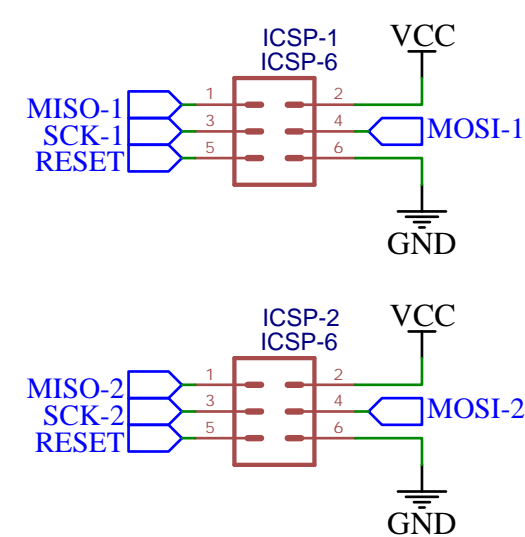 ICSP-1
ICSP-6
VCC
1
2
MISO-1
3
4
SCK-1
MOSI-1
5
6
RESET
GND
ICSP-2
ICSP-6
VCC
1
2
MISO-2
3
4
SCK-2
MOSI-2
5
6
RESET
GND